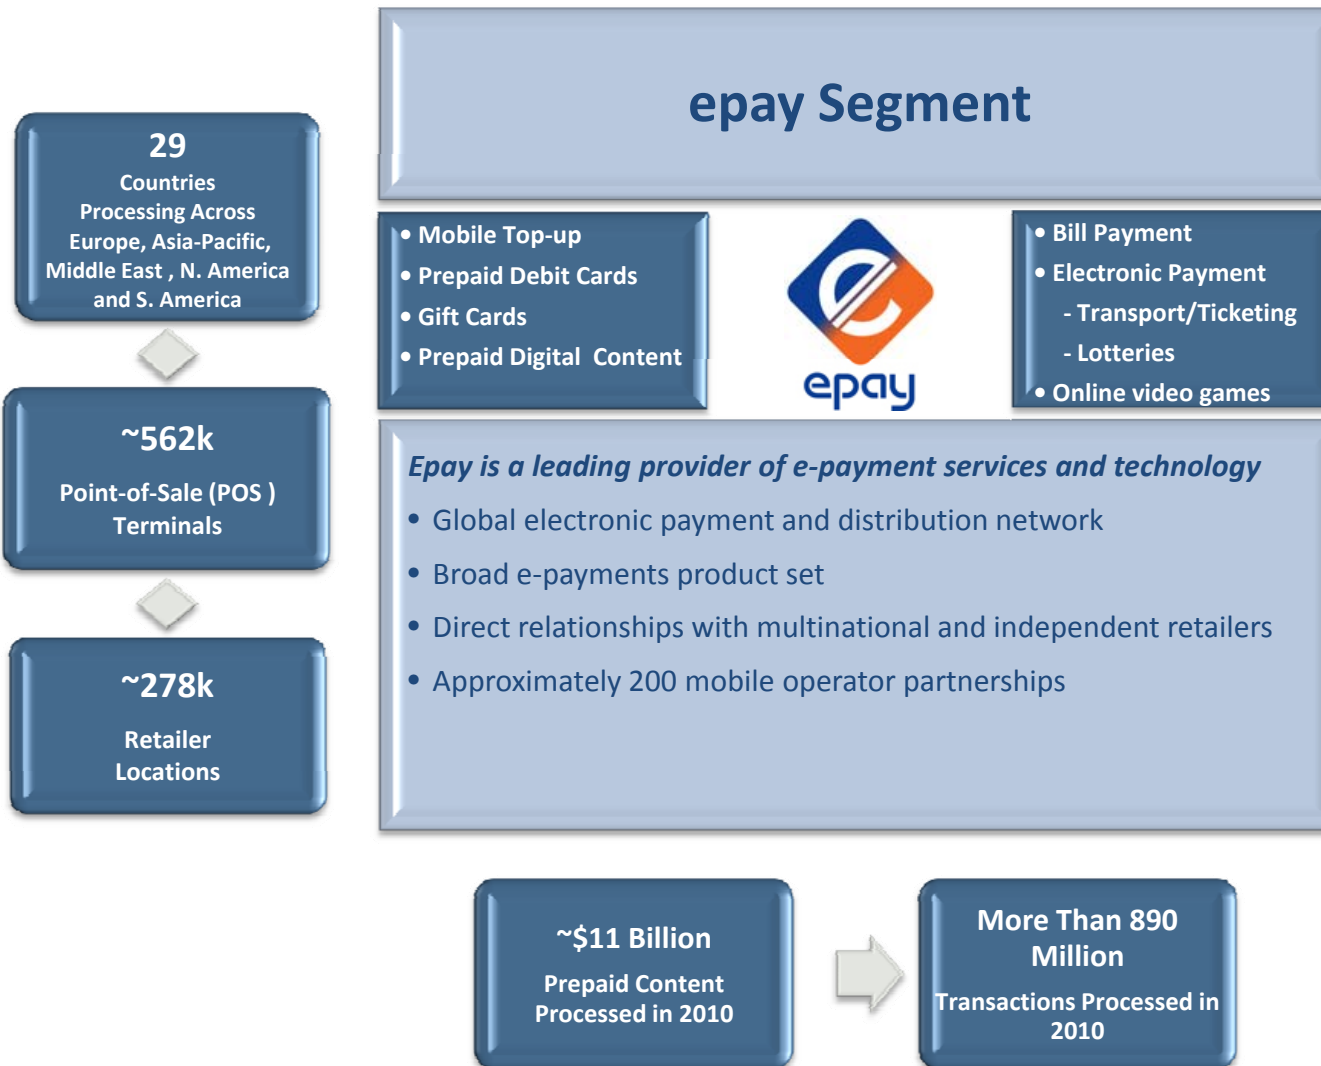 epay Segment
29
Countries
Processing Across
Europe, Asia-Pacific,
Middle East , N. America
and S. America
• Mobile Top-up
• Prepaid Debit Cards
• Gift Cards
• Prepaid Digital Content
epay
• Bill Payment
• Electronic Payment
- Transport/Ticketing
- Lotteries
• Online video games
~562k
Point-of-Sale (POS )
Terminals
~278k
Retailer
Locations
Epay is a leading provider of e-payment services and technology
• Global electronic payment and distribution network
• Broad e-payments product set
• Direct relationships with multinational and independent retailers
• Approximately 200 mobile operator partnerships
~$11 Billion
Prepaid Content
Processed in 2010
More Than 890
Million
Transactions Processed in
2010